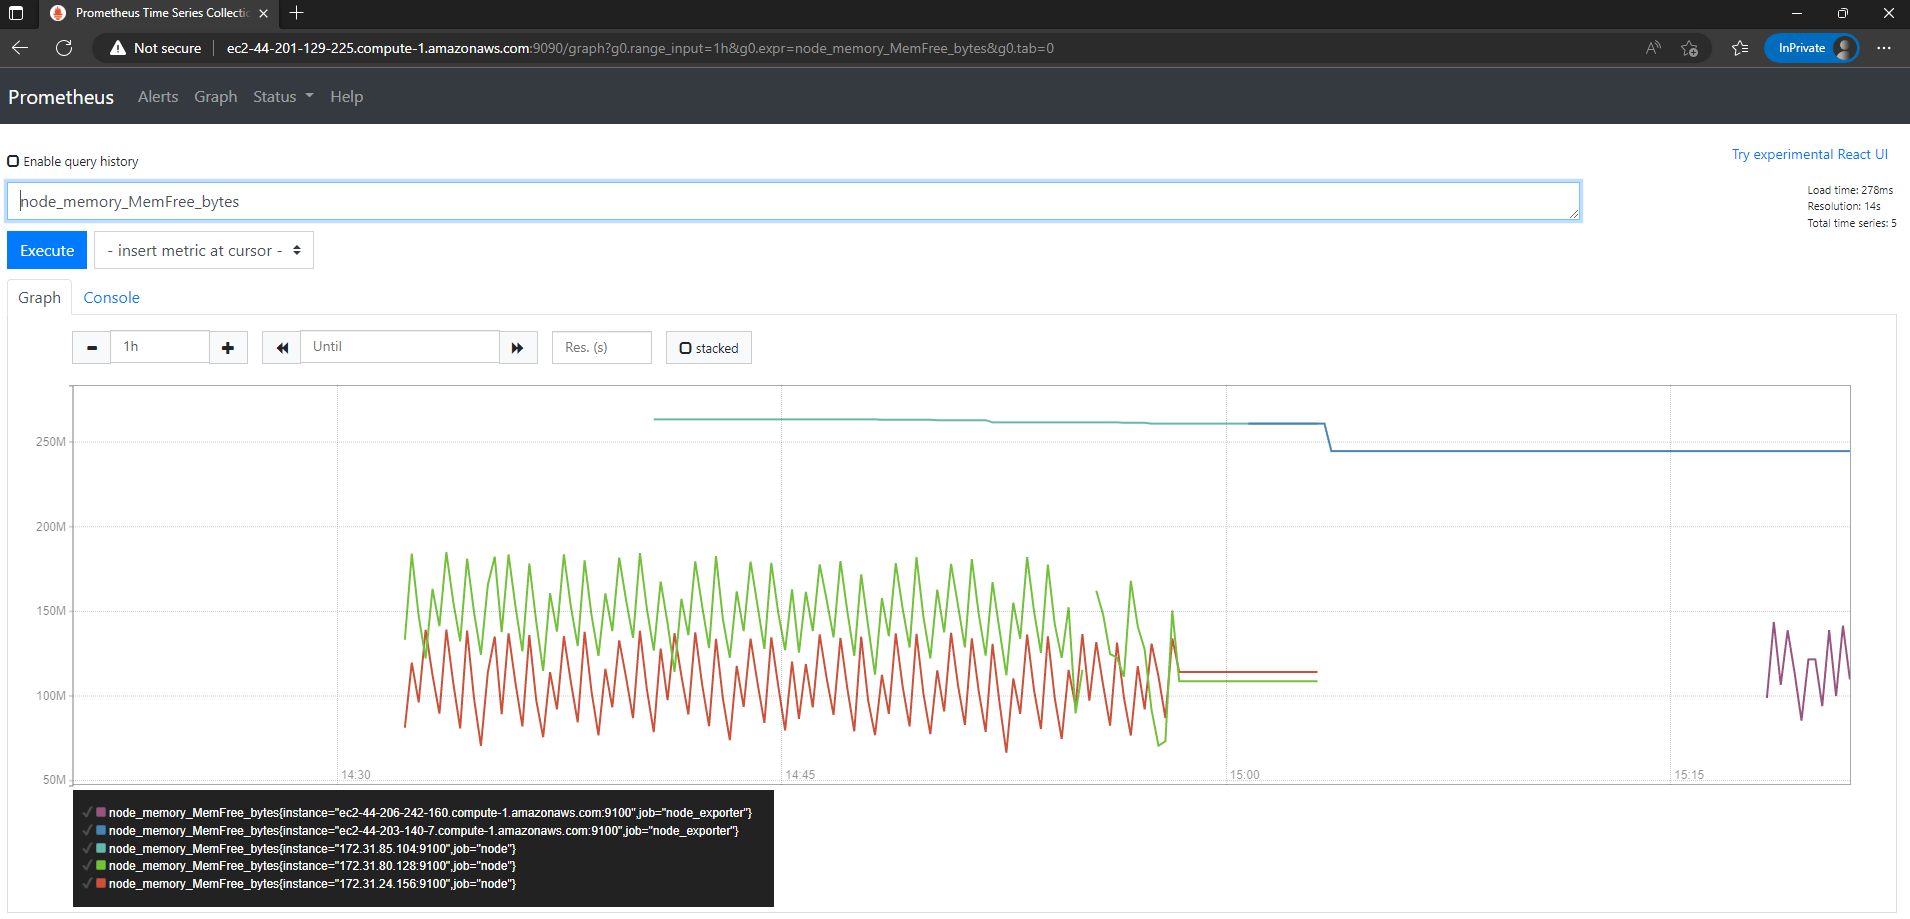 Prometheus Time Series Collectio
Not secure
ec2-44-201-129-225.compute-1.amazonaws.com:9090/graph?g0.range_input=1h&g0.expr=node_memory_MemFree_bytes&g0.tab=0
InPrivate
Prometheus Alerts Graph Status Help
Enable query history
Try experimental React UI
node_memory_MemFree_bytes
Load time: 278ms
Resolution: 14s
Total time series: 5
Execute
- insert metric at cursor -
Graph Console
1h
Until
Res. (s)
stacked
250M
200M
150M
100M
50M
14:30
14:45
15:00
15:15
node_memory_MemFree_bytes{instance="ec2-44-206-242-160.compute-1.amazonaws.com:9100",job="node_exporter"}
node_memory_MemFree_bytes{instance="ec2-44-203-140-7.compute-1.amazonaws.com:9100",job="node_exporter"}
node_memory_MemFree_bytes{instance="172.31.85.104:9100",job="node"}
node_memory_MemFree_bytes{instance="172.31.80.128:9100",job="node"}
node_memory_MemFree_bytes{instance="172.31.24.156:9100",job="node"}